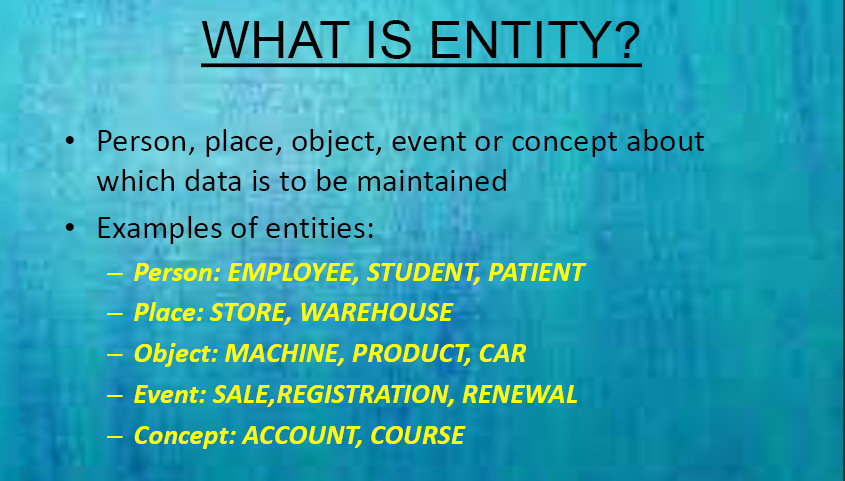 WHAT IS ENTITY?
• Person, place, object, event or concept about
which data is to be maintained
• Examples of entities:
– Person: EMPLOYEE, STUDENT, PATIENT
– Place: STORE, WAREHOUSE
– Object: MACHINE, PRODUCT, CAR
– Event: SALE,REGISTRATION, RENEWAL
– Concept: ACCOUNT, COURSE